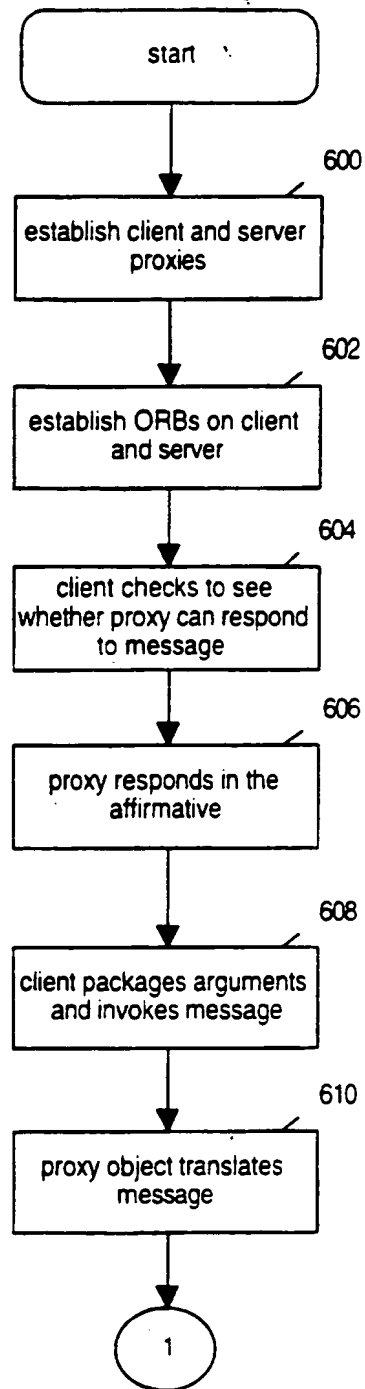 start
600
establish client and server
proxies
602
establish ORBs on client
and server
604
client checks to see
whether proxy can respond
to message
606
proxy responds in the
affirmative
608
client packages arguments
and invokes message
610
proxy object translates
message
1